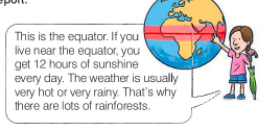 report:
This is the equator. If you
live near the equator, you
get 12 hours of sunshine
every day. The weather is usually
very hot or very rainy. That's why
there are lots of rainforests.